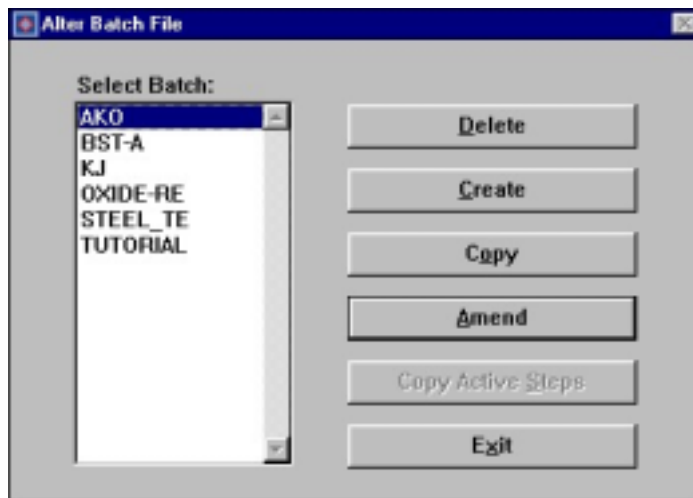 Alter Batch File
Select Batch:
AKO
BST-A
KJ
OXIDE-RE
STEEL_TE
TUTORIAL
Delete
Create
Copy
Amend
Copy Active Steps
Exit